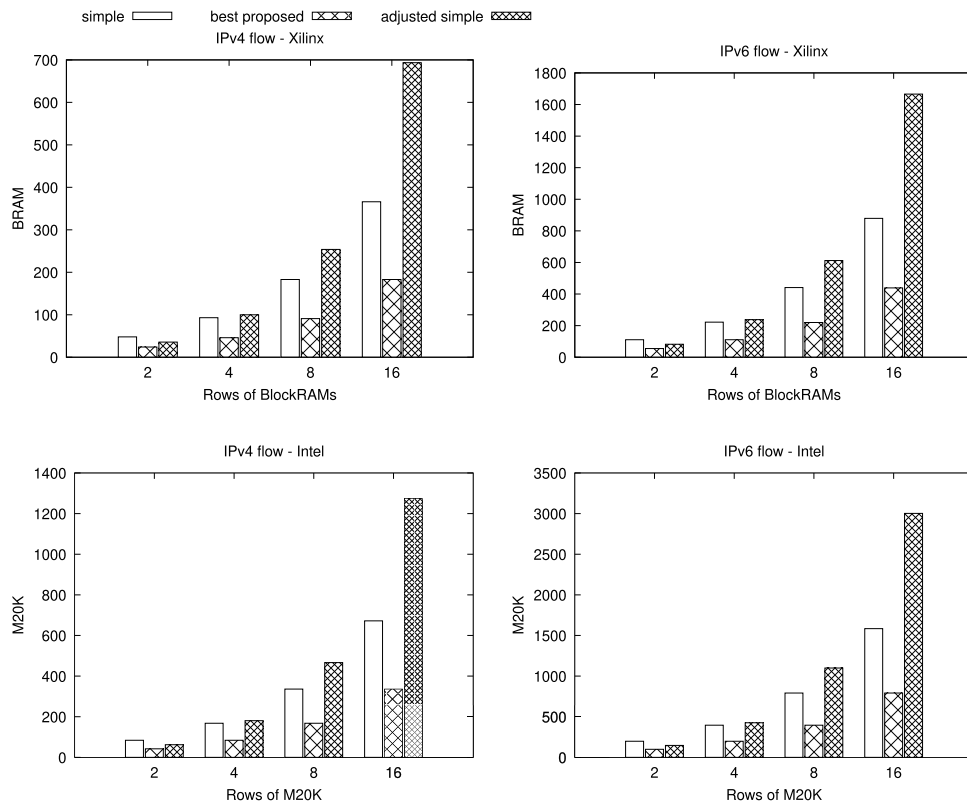 simple best proposed adjusted simple
IPv4 flow - Xilinx
700
600
500
400
300
200
100
0
BRAM
2 4 8 16
Rows of BlockRAMs
IPv6 flow - Xilinx
1800
1600
1400
1200
1000
800
600
400
200
0
BRAM
2 4 8 16
Rows of BlockRAMs
IPv4 flow - Intel
1400
1200
1000
800
600
400
200
0
M20K
2 4 8 16
Rows of M20K
IPv6 flow - Intel
3500
3000
2500
2000
1500
1000
500
0
M20K
2 4 8 16
Rows of M20K